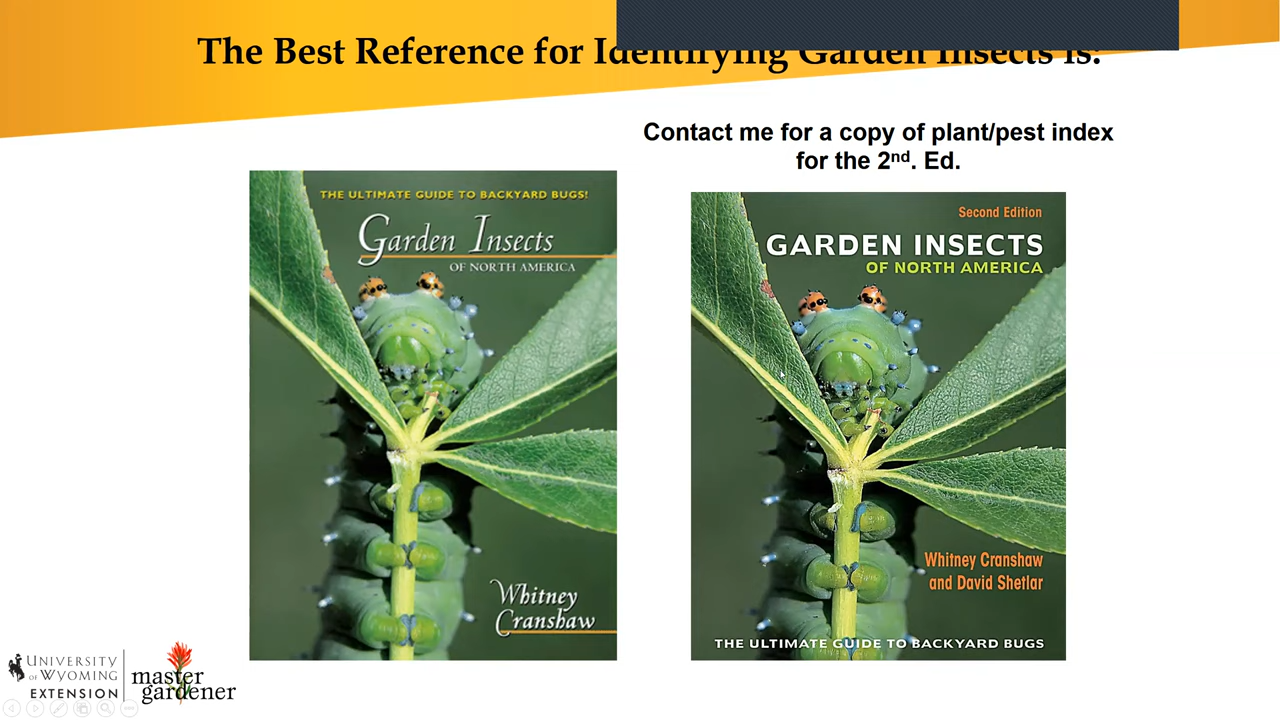 The Best Reference for Identifying Garden Insects is:
Contact me for a copy of plant/pest index
for the 2nd. Ed.
THE ULTIMATE GUIDE TO BACKYARD BUGS!
Garden Insects
OF NORTH AMERICA
Whitney
Cranshaw
Second Edition
GARDEN INSECTS
OF NORTH AMERICA
Whitney Cranshaw
and David Shetlar
THE ULTIMATE GUIDE TO BACKYARD BUGS
UNIVERSITY
OF WYOMING
EXTENSION
master
gardener